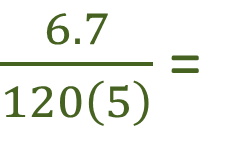 6.7
120(5) =